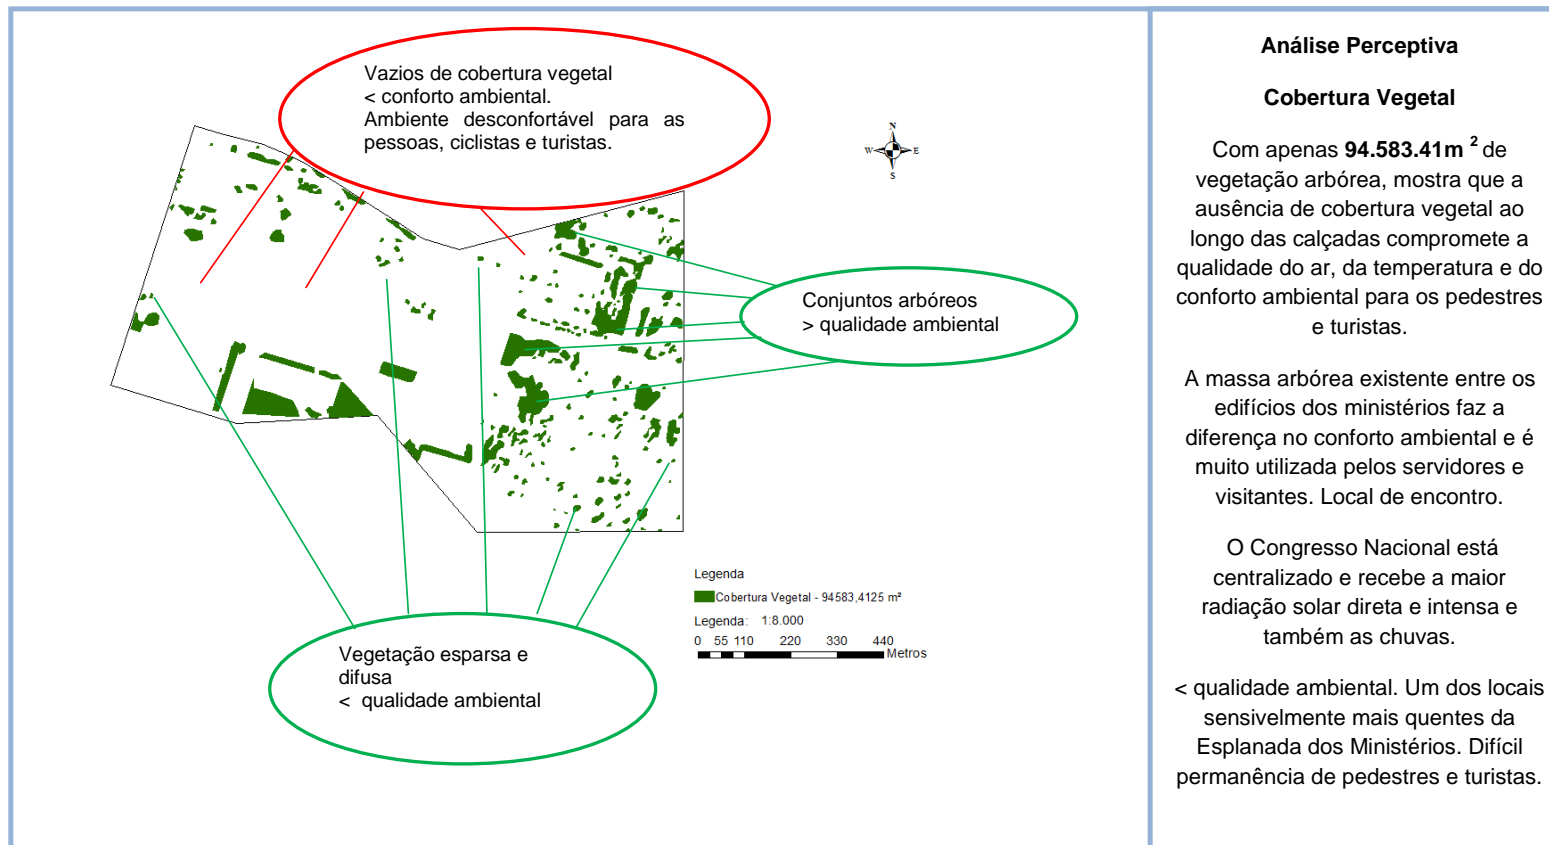 Vazios de cobertura vegetal
< conforto ambiental.
Ambiente desconfortável para as
pessoas, ciclistas e turistas.
N
W
E
S
Conjuntos arbóreos
> qualidade ambiental
Vegetação esparsa e
difusa
< qualidade ambiental
Legenda
Cobertura Vegetal - 94583,4125 m²
Legenda: 1:8.000
0 55 110 220 330 440
Metros
Análise Perceptiva
Cobertura Vegetal
Com apenas 94.583.41m ² de
vegetação arbórea, mostra que a
ausência de cobertura vegetal ao
longo das calçadas compromete a
qualidade do ar, da temperatura e do
conforto ambiental para os pedestres
e turistas.
A massa arbórea existente entre os
edifícios dos ministérios faz a
diferença no conforto ambiental e é
muito utilizada pelos servidores e
visitantes. Local de encontro.
O Congresso Nacional está
centralizado e recebe a maior
radiação solar direta e intensa e
também as chuvas.
< qualidade ambiental. Um dos locais
sensivelmente mais quentes da
Esplanada dos Ministérios. Difícil
permanência de pedestres e turistas.